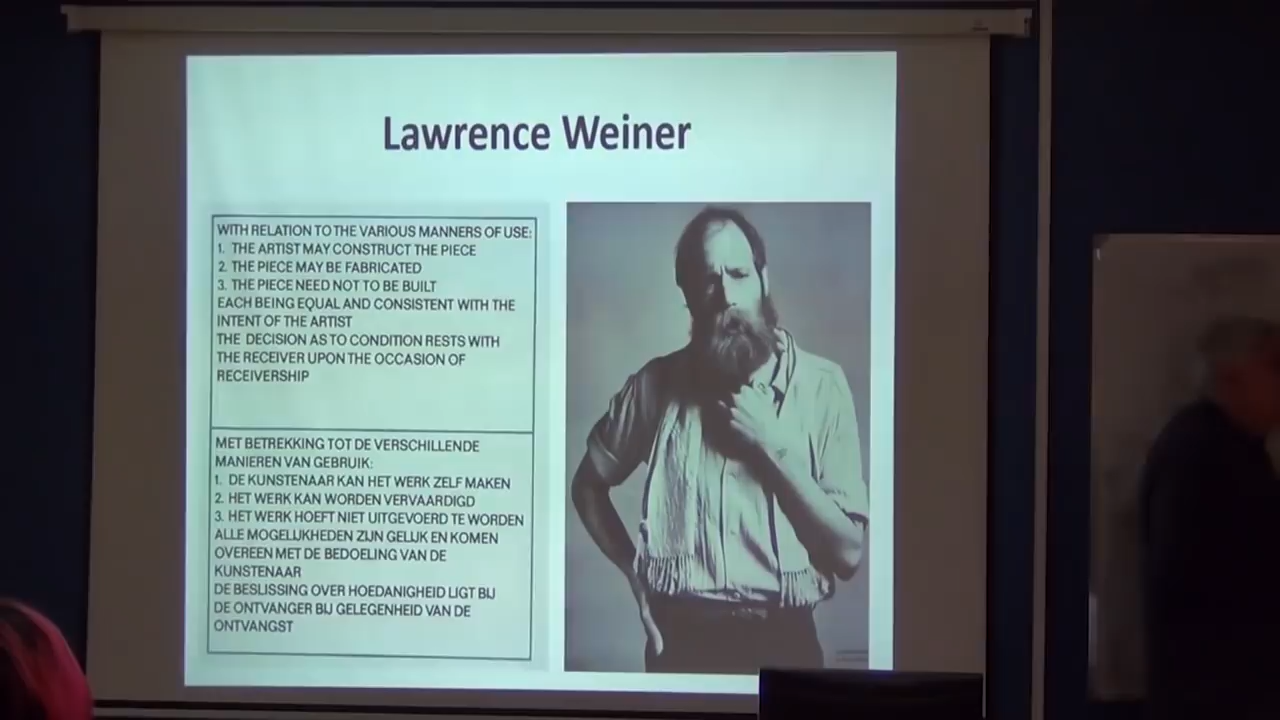 Lawrence Weiner
WITH RELATION TO THE VARIOUS MANNERS OF USE:
1. THE ARTIST MAY CONSTRUCT THE PIECE
2. THE PIECE MAY BE FABRICATED
3. THE PIECE NEED NOT TO BE BUILT
EACH BEING EQUAL AND CONSISTENT WITH THE
INTENT OF THE ARTIST
THE DECISION AS TO CONDITION RESTS WITH
THE RECEIVER UPON THE OCCASION OF
RECEIVERSHIP
MET BETREKKING TOT DE VERSCHILLENDE
MANIEREN VAN GEBRUIK:
1. DE KUNSTENAAR KAN HET WERK ZELF MAKEN
2. HET WERK KAN WORDEN VERVAARDIGD
3. HET WERK HOEFT NIET UITGEVOERD TE WORDEN
ALLE MOGELIJKHEDEN ZIJN GELIJK EN KOMEN
OVEREEN MET DE BEDOELING VAN DE
KUNSTENAAR
DE BESLISSING OVER HOEDANIGHEID LIGT BIJ
DE ONTVANGER BIJ GELEGENHEID VAN DE
ONTVANGST